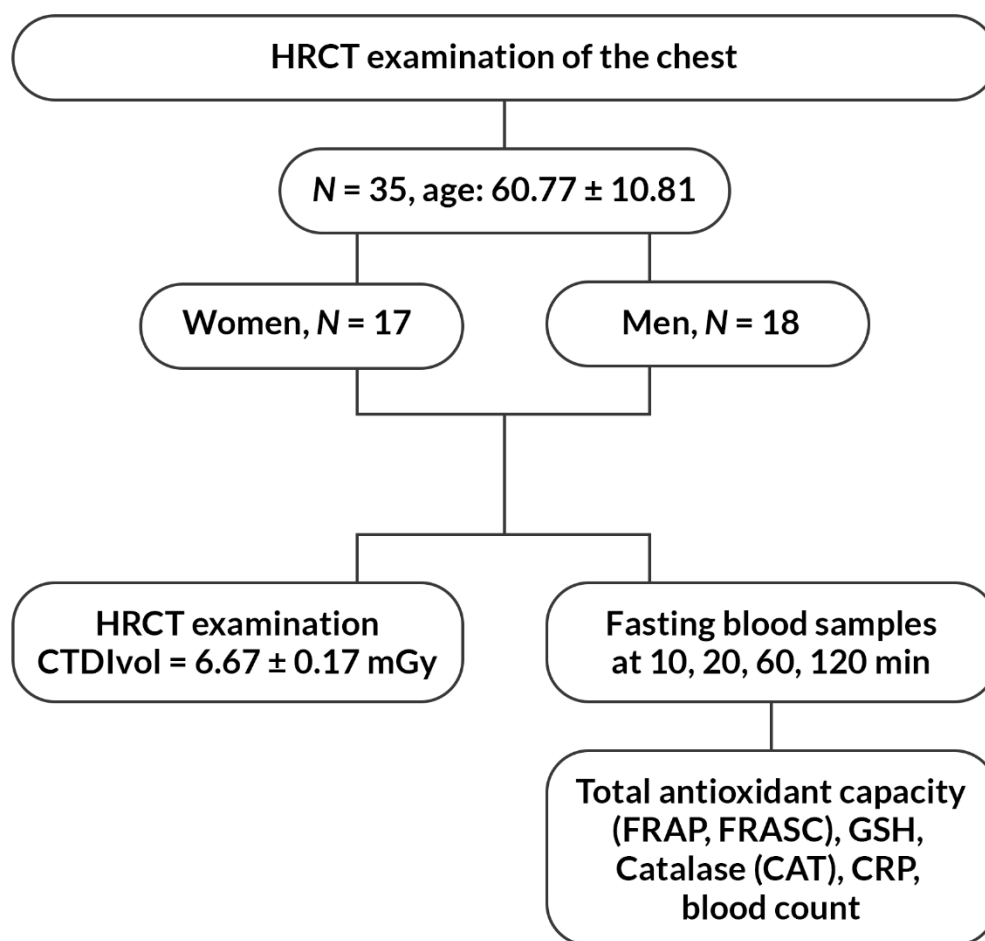 HRCT examination of the chest
N = 35, age: 60.77 ± 10.81
Women, N = 17
Men, N = 18
HRCT examination
CTDIvol = 6.67 ± 0.17 mGy
Fasting blood samples
at 10, 20, 60, 120 min
Total antioxidant capacity
(FRAP, FRASC), GSH,
Catalase (CAT), CRP,
blood count